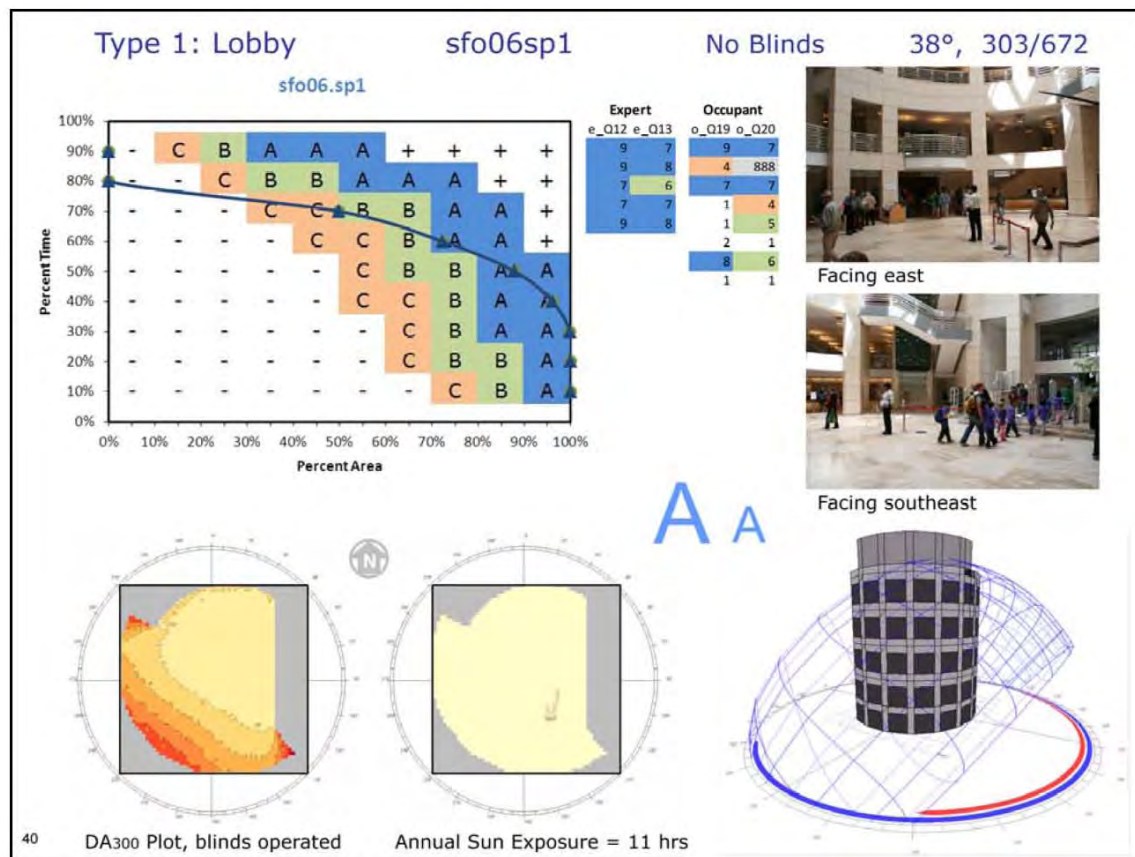 Type 1: Lobby sfo06sp1 No Blinds 38°, 303/672
sfo06.sp1
Percent Time
100%
90% - C B A A A + + + +
80% - - C B B A A A + +
70% - - - C C B B A A +
60% - - - - C C B A A +
50% - - - - - C B B A A
40% - - - - - C C B A A
30% - - - - - - C B A A
20% - - - - - - C B B A
10% - - - - - - - C B A
0%
0% 10% 20% 30% 40% 50% 60% 70% 80% 90% 100%
Percent Area
Expert Occupant
e_Q12 e_Q13 o_Q19 o_Q20
9 7 9 7
9 8 4 888
7 6 7 7
7 7 1 4
9 8 1 5
2 1
8 6
1 1
Facing east
Facing southeast
A A
N
40 DA300 Plot, blinds operated Annual Sun Exposure = 11 hrs